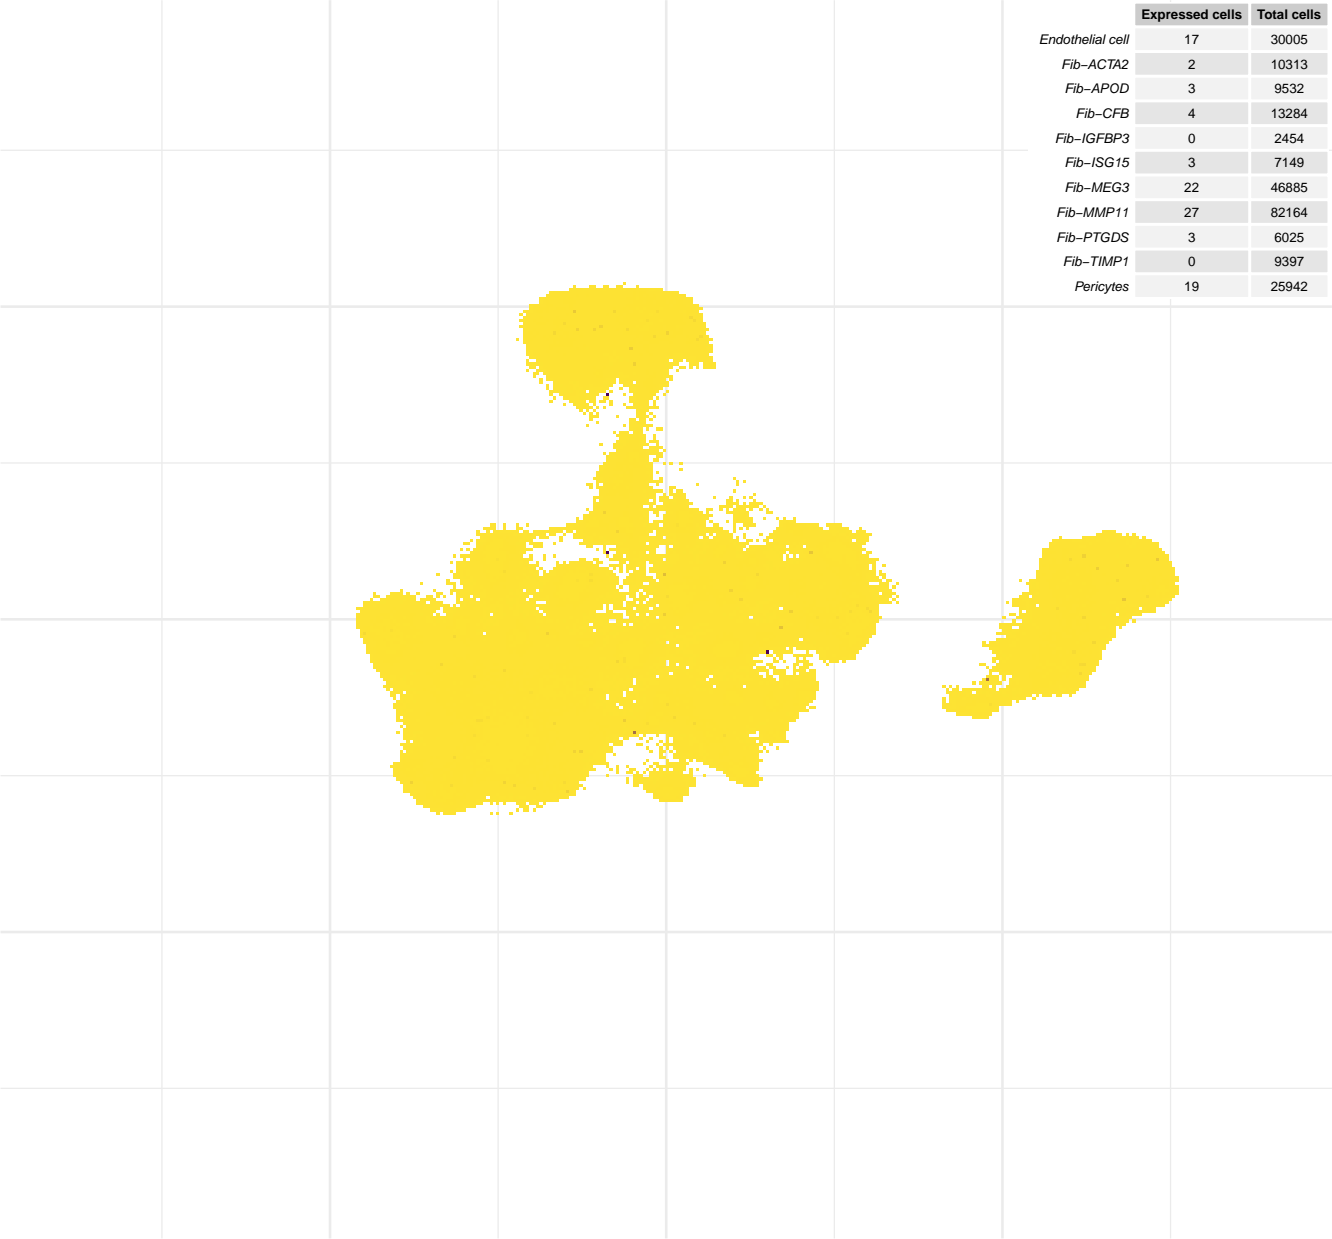 Expressed cells Total cells
Endothelial cell 17 30005
Fib−ACTA2 2 10313
Fib−APOD 3 9532
Fib−CFB 4 13284
Fib−IGFBP3 0 2454
Fib−ISG15 3 7149
Fib−MEG3 22 46885
Fib−MMP11 27 82164
Fib−PTGDS 3 6025
Fib−TIMP1 0 9397
Pericytes 19 25942